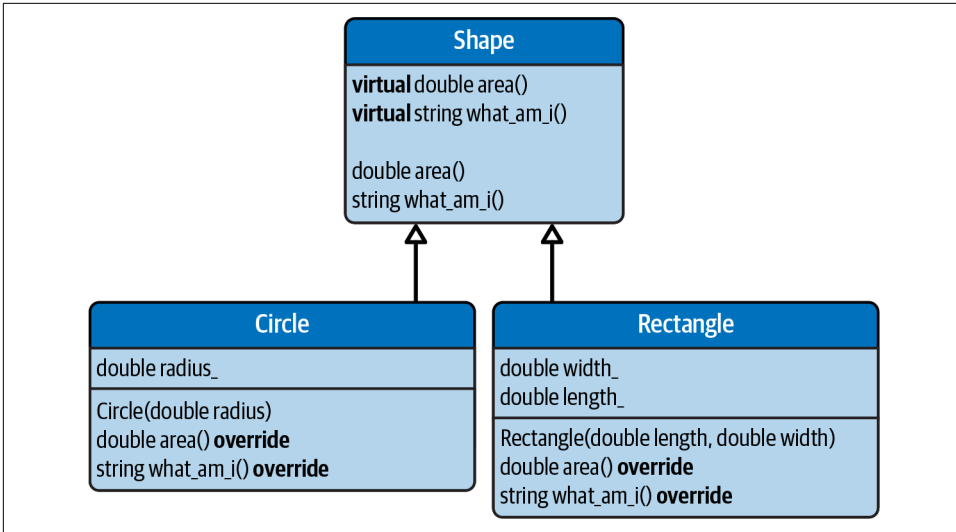 Shape
virtual double area()
virtual string what_am_i()
double area()
string what_am_i()
Circle
double radius_
Circle(double radius)
double area() override
string what_am_i() override
Rectangle
double width_
double length_
Rectangle(double length, double width)
double area() override
string what_am_i() override